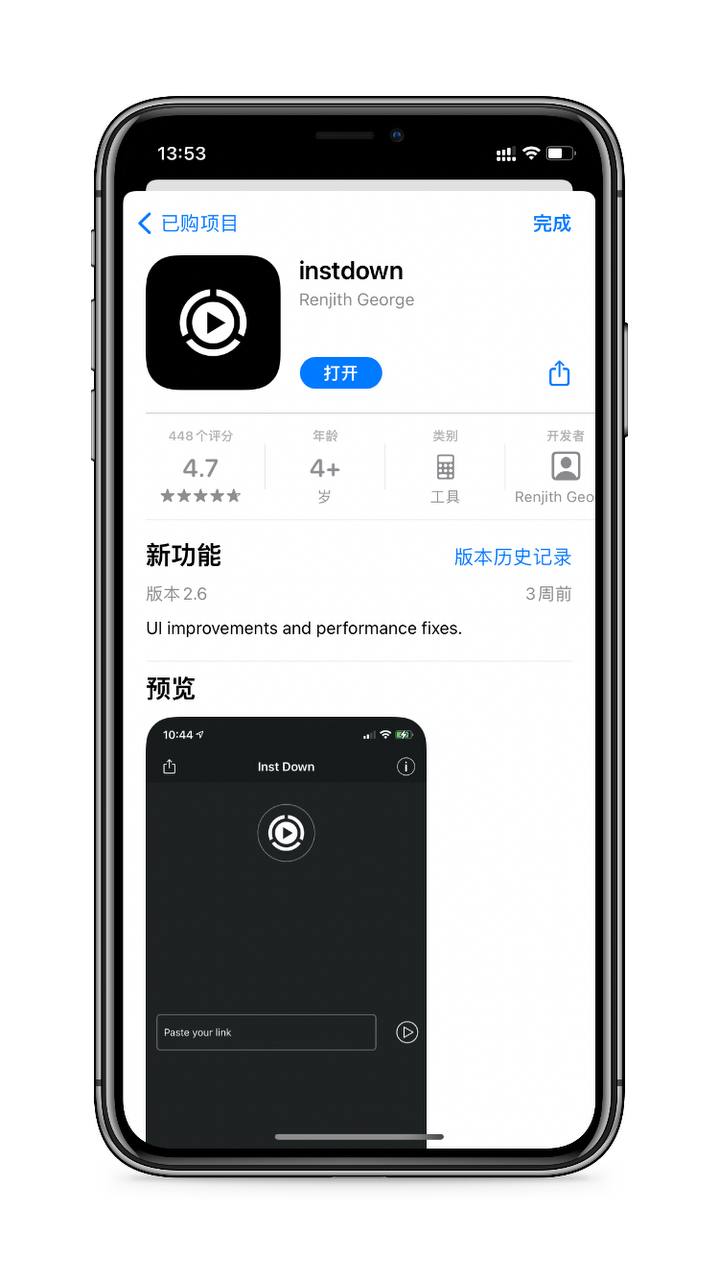 13:53
已购项目
完成
instdown
Renjith George
打开
448个评分
年龄
类别
开发者
4.7
4+
岁
工具
Renjith Geo
新功能
版本历史记录
版本 2.6
3周前
UI improvements and performance fixes.
预览
10:44
Inst Down
Paste your link